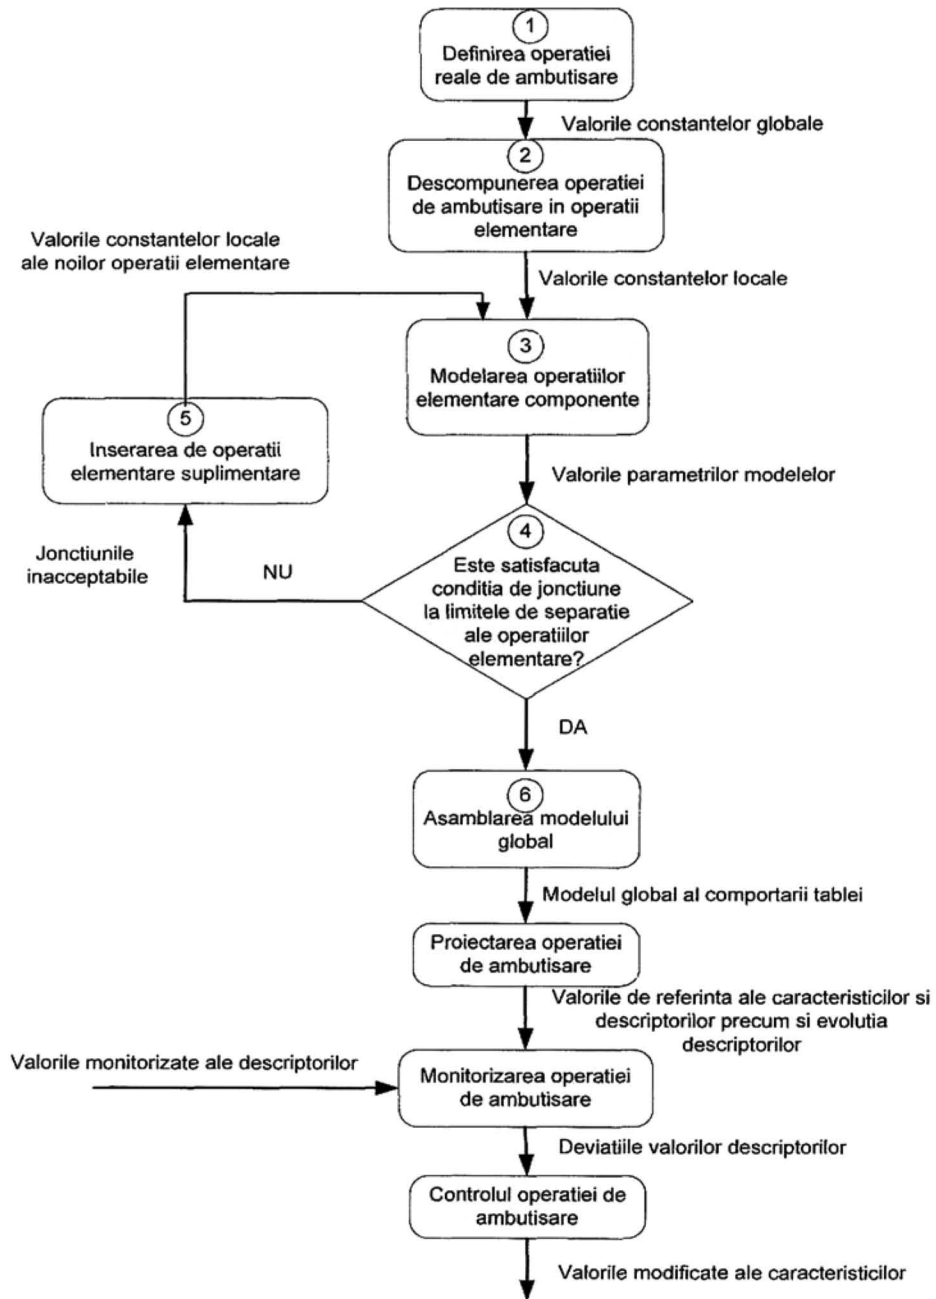 1
Definirea operatiei
reale de ambutisare
Valorile constantelor globale
2
Descompunerea operatiei
de ambutisare in operatii
elementare
Valorile constantelor locale
ale noilor operatii elementare
Valorile constantelor locale
3
Modelarea operatiilor
elementare componente
5
Inserarea de operatii
elementare suplimentare
Valorile parametrilor modelelor
4
Este satisfacuta
conditia de jonctiune
la limitele de separatie
ale operatiilor
elementare?
Jonctiunile
inacceptabile
NU
DA
6
Asamblarea modelului
global
Modelul global al comportarii tablei
Proiectarea operatiei
de ambutisare
Valorile de referinta ale caracteristicilor si
descriptorilor precum si evolutia
descriptorilor
Valorile monitorizate ale descriptorilor
Monitorizarea operatiei
de ambutisare
Deviatiile valorilor descriptorilor
Controlul operatiei de
ambutisare
Valorile modificate ale caracteristicilor